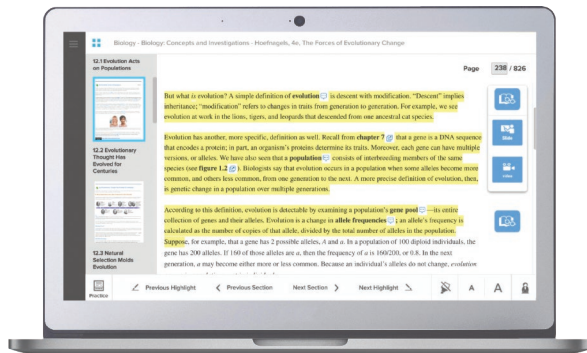 Biology - Biology: Concepts and Investigations - Hoefnagels, 4e, The Forces of Evolutionary Change
Page 238 / 826
12.1 Evolution Acts
on Populations
12.2 Evolutionary
Thought Has
Evolved for
Centuries
12.3 Natural
Selection Molds
Evolution
But what is evolution? A simple definition of evolution is descent with modification. "Descent" implies
inheritance; "modification" refers to changes in traits from generation to generation. For example, we see
evolution at work in the lions, tigers, and leopards that descended from one ancestral cat species.
Evolution has another, more specific, definition as well. Recall from chapter 7 that a gene is a DNA sequence
that encodes a protein; in part, an organism's proteins determine its traits. Moreover, each gene can have multiple
versions, or alleles. We have also seen that a population consists of interbreeding members of the same
species (see figure 1.2). Biologists say that evolution occurs in a population when some alleles become more
common, and others less common, from one generation to the next. A more precise definition of evolution, then,
is genetic change in a population over multiple generations.
According to this definition, evolution is detectable by examining a population's gene pool—its entire
collection of genes and their alleles. Evolution is a change in allele frequencies; an allele's frequency is
calculated as the number of copies of that allele, divided by the total number of alleles in the population.
Suppose, for example, that a gene has 2 possible alleles, A and a. In a population of 100 diploid individuals, the
gene has 200 alleles. If 160 of those alleles are a, then the frequency of a is 160/200, or 0.8. In the next
generation, a may become either more or less common. Because an individual's alleles do not change, evolution
Slide
Practice
Previous Highlight
Previous Section
Next Section
Next Highlight
A
A